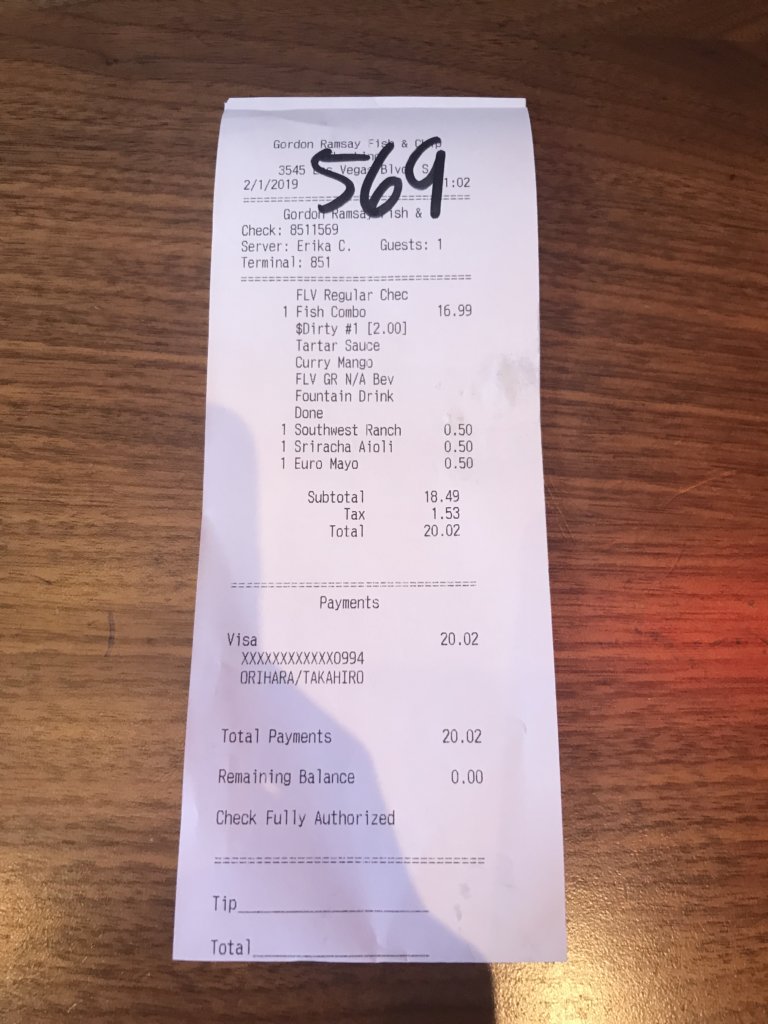 Gordon Ramsay Fish & Chip
3545 Las Vegas Blvd S
569
2/1/2019 1:02
Gordon Ramsay Fish &
Check: 8511569
Server: Erika C. Guests: 1
Terminal: 851
FLV Regular Chec
1 Fish Combo 16.99
$Dirty #1 [2.00]
Tartar Sauce
Curry Mango
FLV GR N/A Bev
Fountain Drink
Done
1 Southwest Ranch 0.50
1 Sriracha Aioli 0.50
1 Euro Mayo 0.50
Subtotal 18.49
Tax 1.53
Total 20.02
Payments
Visa 20.02
XXXXXXXXXXXX0994
ORIHARA/TAKAHIRO
Total Payments 20.02
Remaining Balance 0.00
Check Fully Authorized
Tip
Total